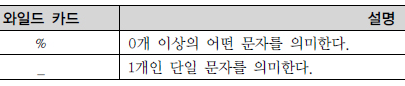 와일드 카드 설명
% 0개 이상의 어떤 문자를 의미한다.
_ 1개인 단일 문자를 의미한다.